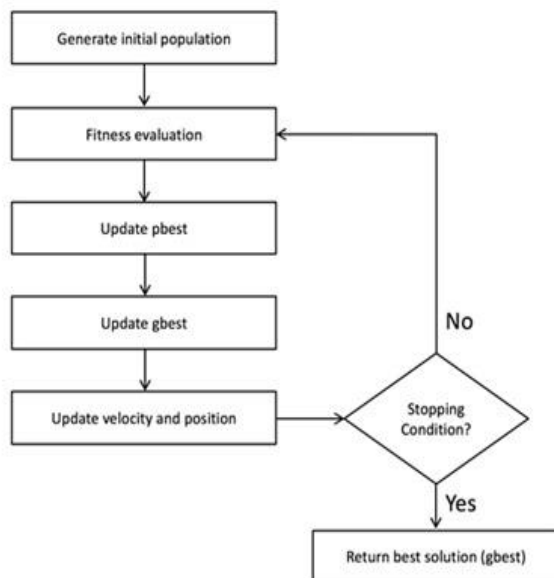 Generate initial population
Fitness evaluation
Update pbest
Update gbest
Update velocity and position
No
Stopping
Condition?
Yes
Return best solution (gbest)